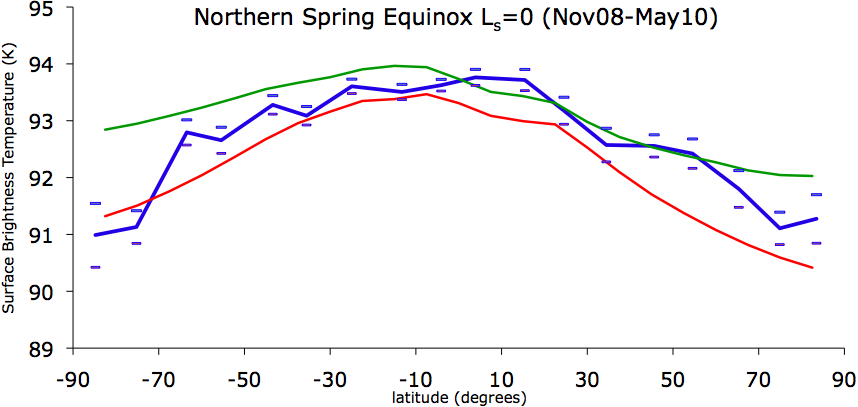 Northern Spring Equinox Ls=0 (Nov08-May10)
Surface Brightness Temperature (K)
95
94
93
92
91
90
89
-90 -70 -50 -30 -10 10 30 50 70 90
latitude (degrees)